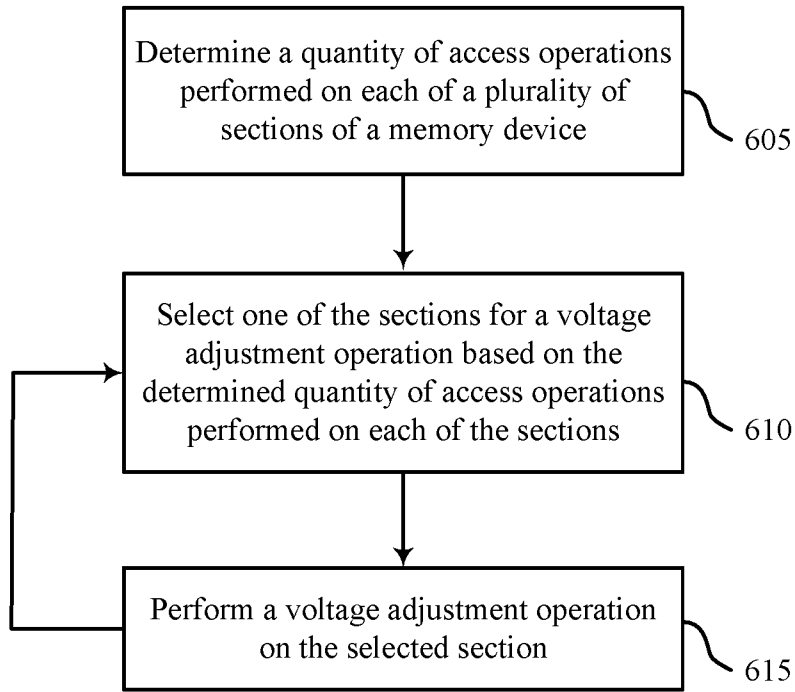 Determine a quantity of access operations
performed on each of a plurality of
sections of a memory device
605
Select one of the sections for a voltage
adjustment operation based on the
determined quantity of access operations
performed on each of the sections
610
Perform a voltage adjustment operation
on the selected section
615